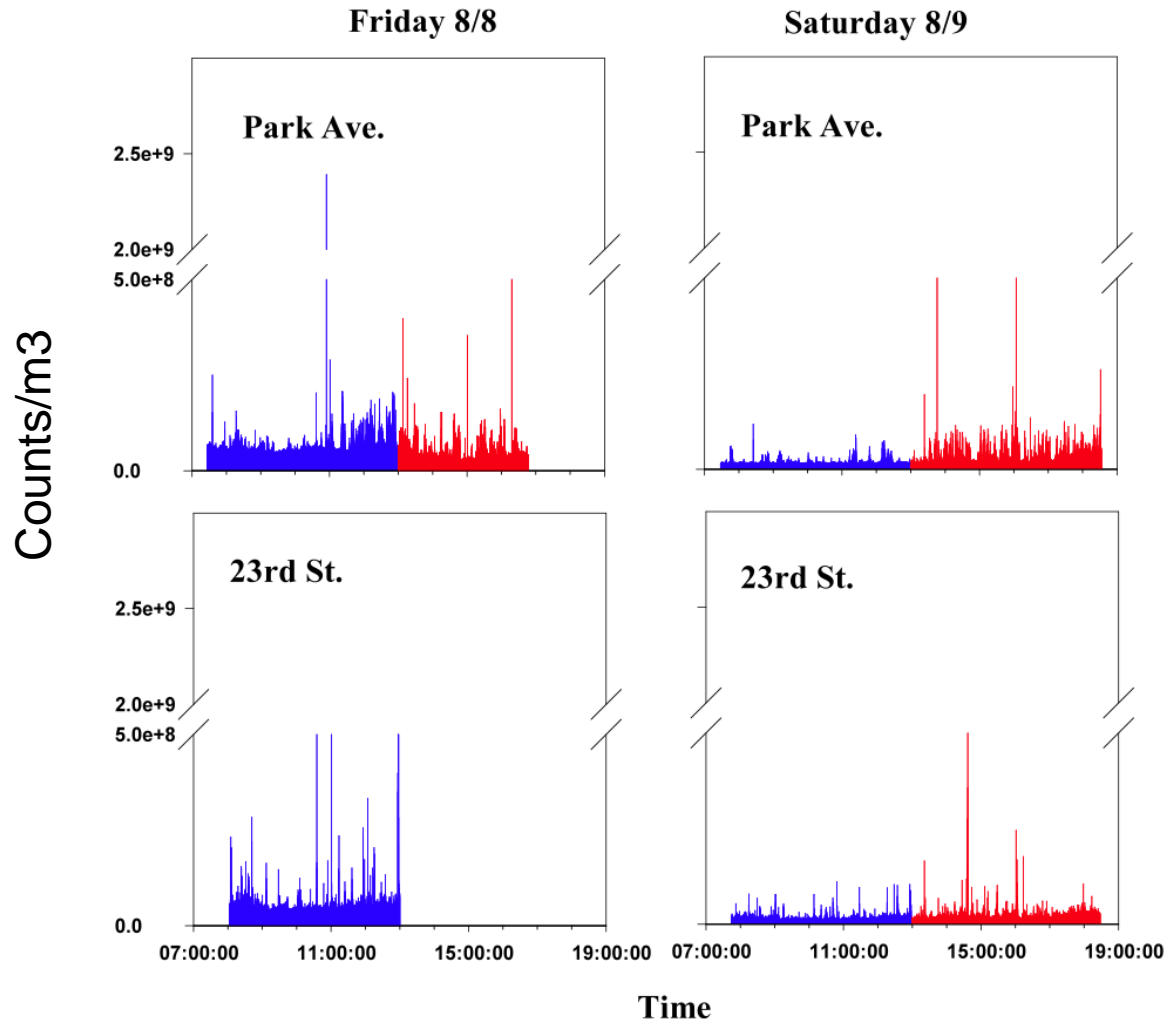 Friday 8/8
Saturday 8/9
Counts/m3
Park Ave.
2.5e+9
2.0e+9
5.0e+8
0.0
Park Ave.
23rd St.
2.5e+9
2.0e+9
5.0e+8
0.0
07:00:00 11:00:00 15:00:00 19:00:00
23rd St.
07:00:00 11:00:00 15:00:00 19:00:00
Time